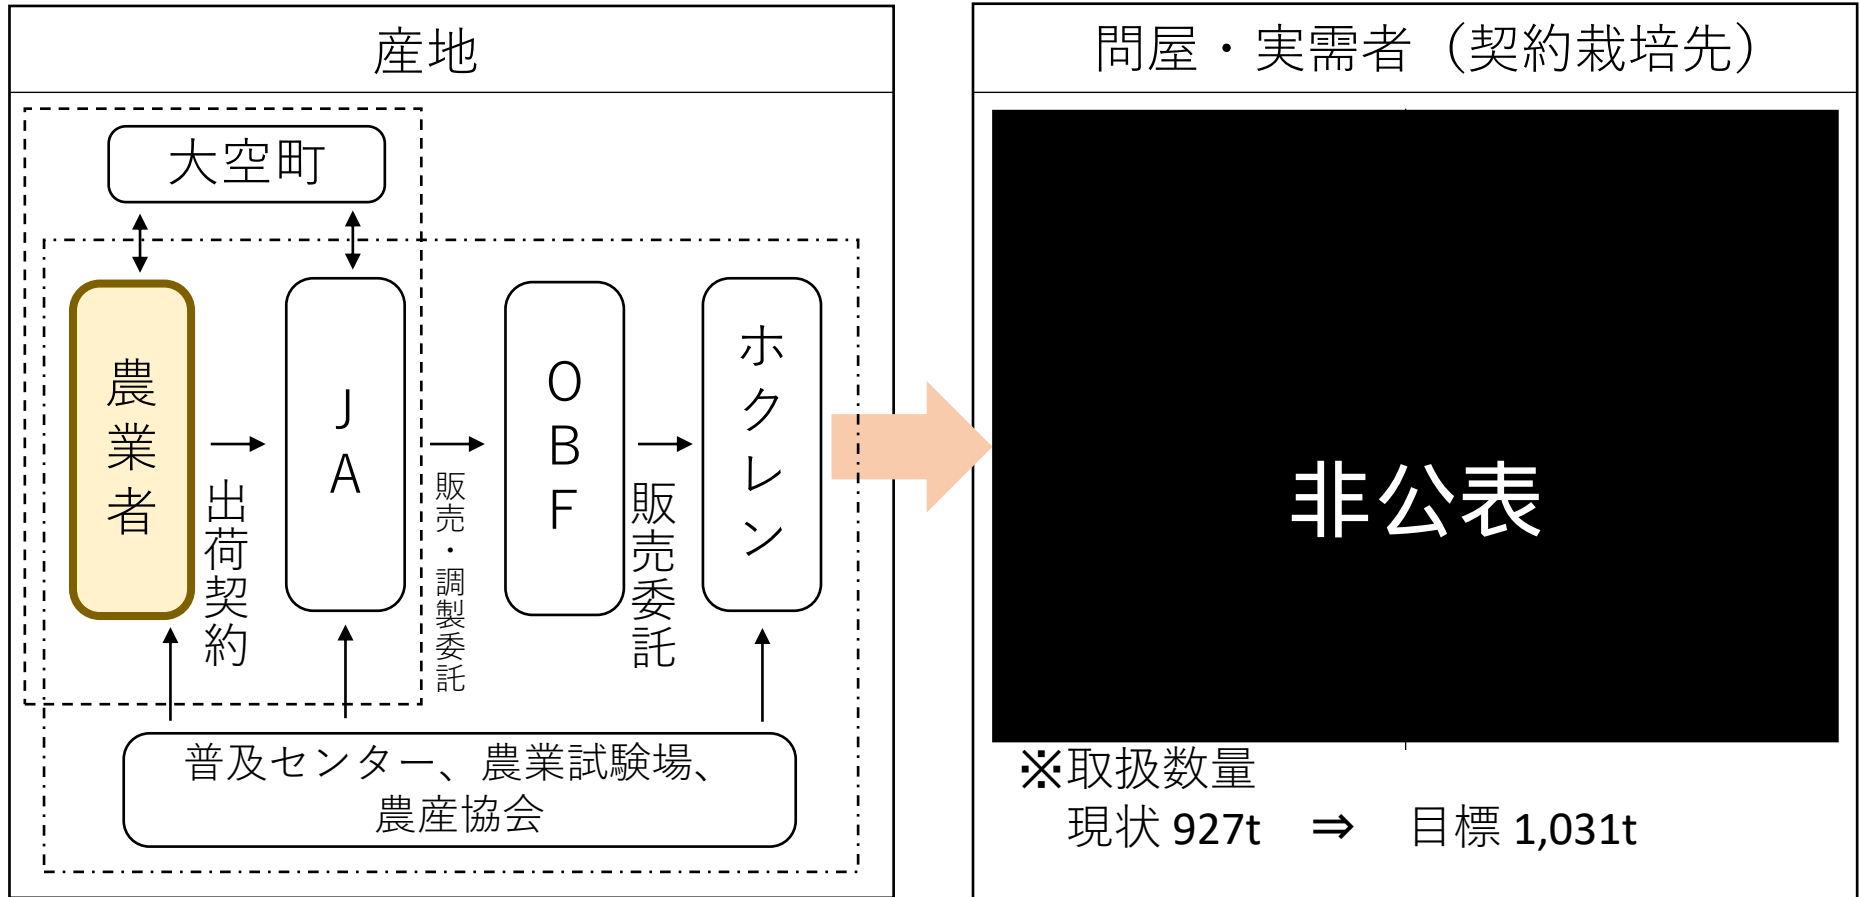 産地
大空町
農業者
出荷契約
JA
販売・調製委託
OBF
販売委託
ホクレン
普及センター、農業試験場、
農産協会
問屋・実需者（契約栽培先）
非公表
※取扱数量
現状 927t ⇒ 目標 1,031t